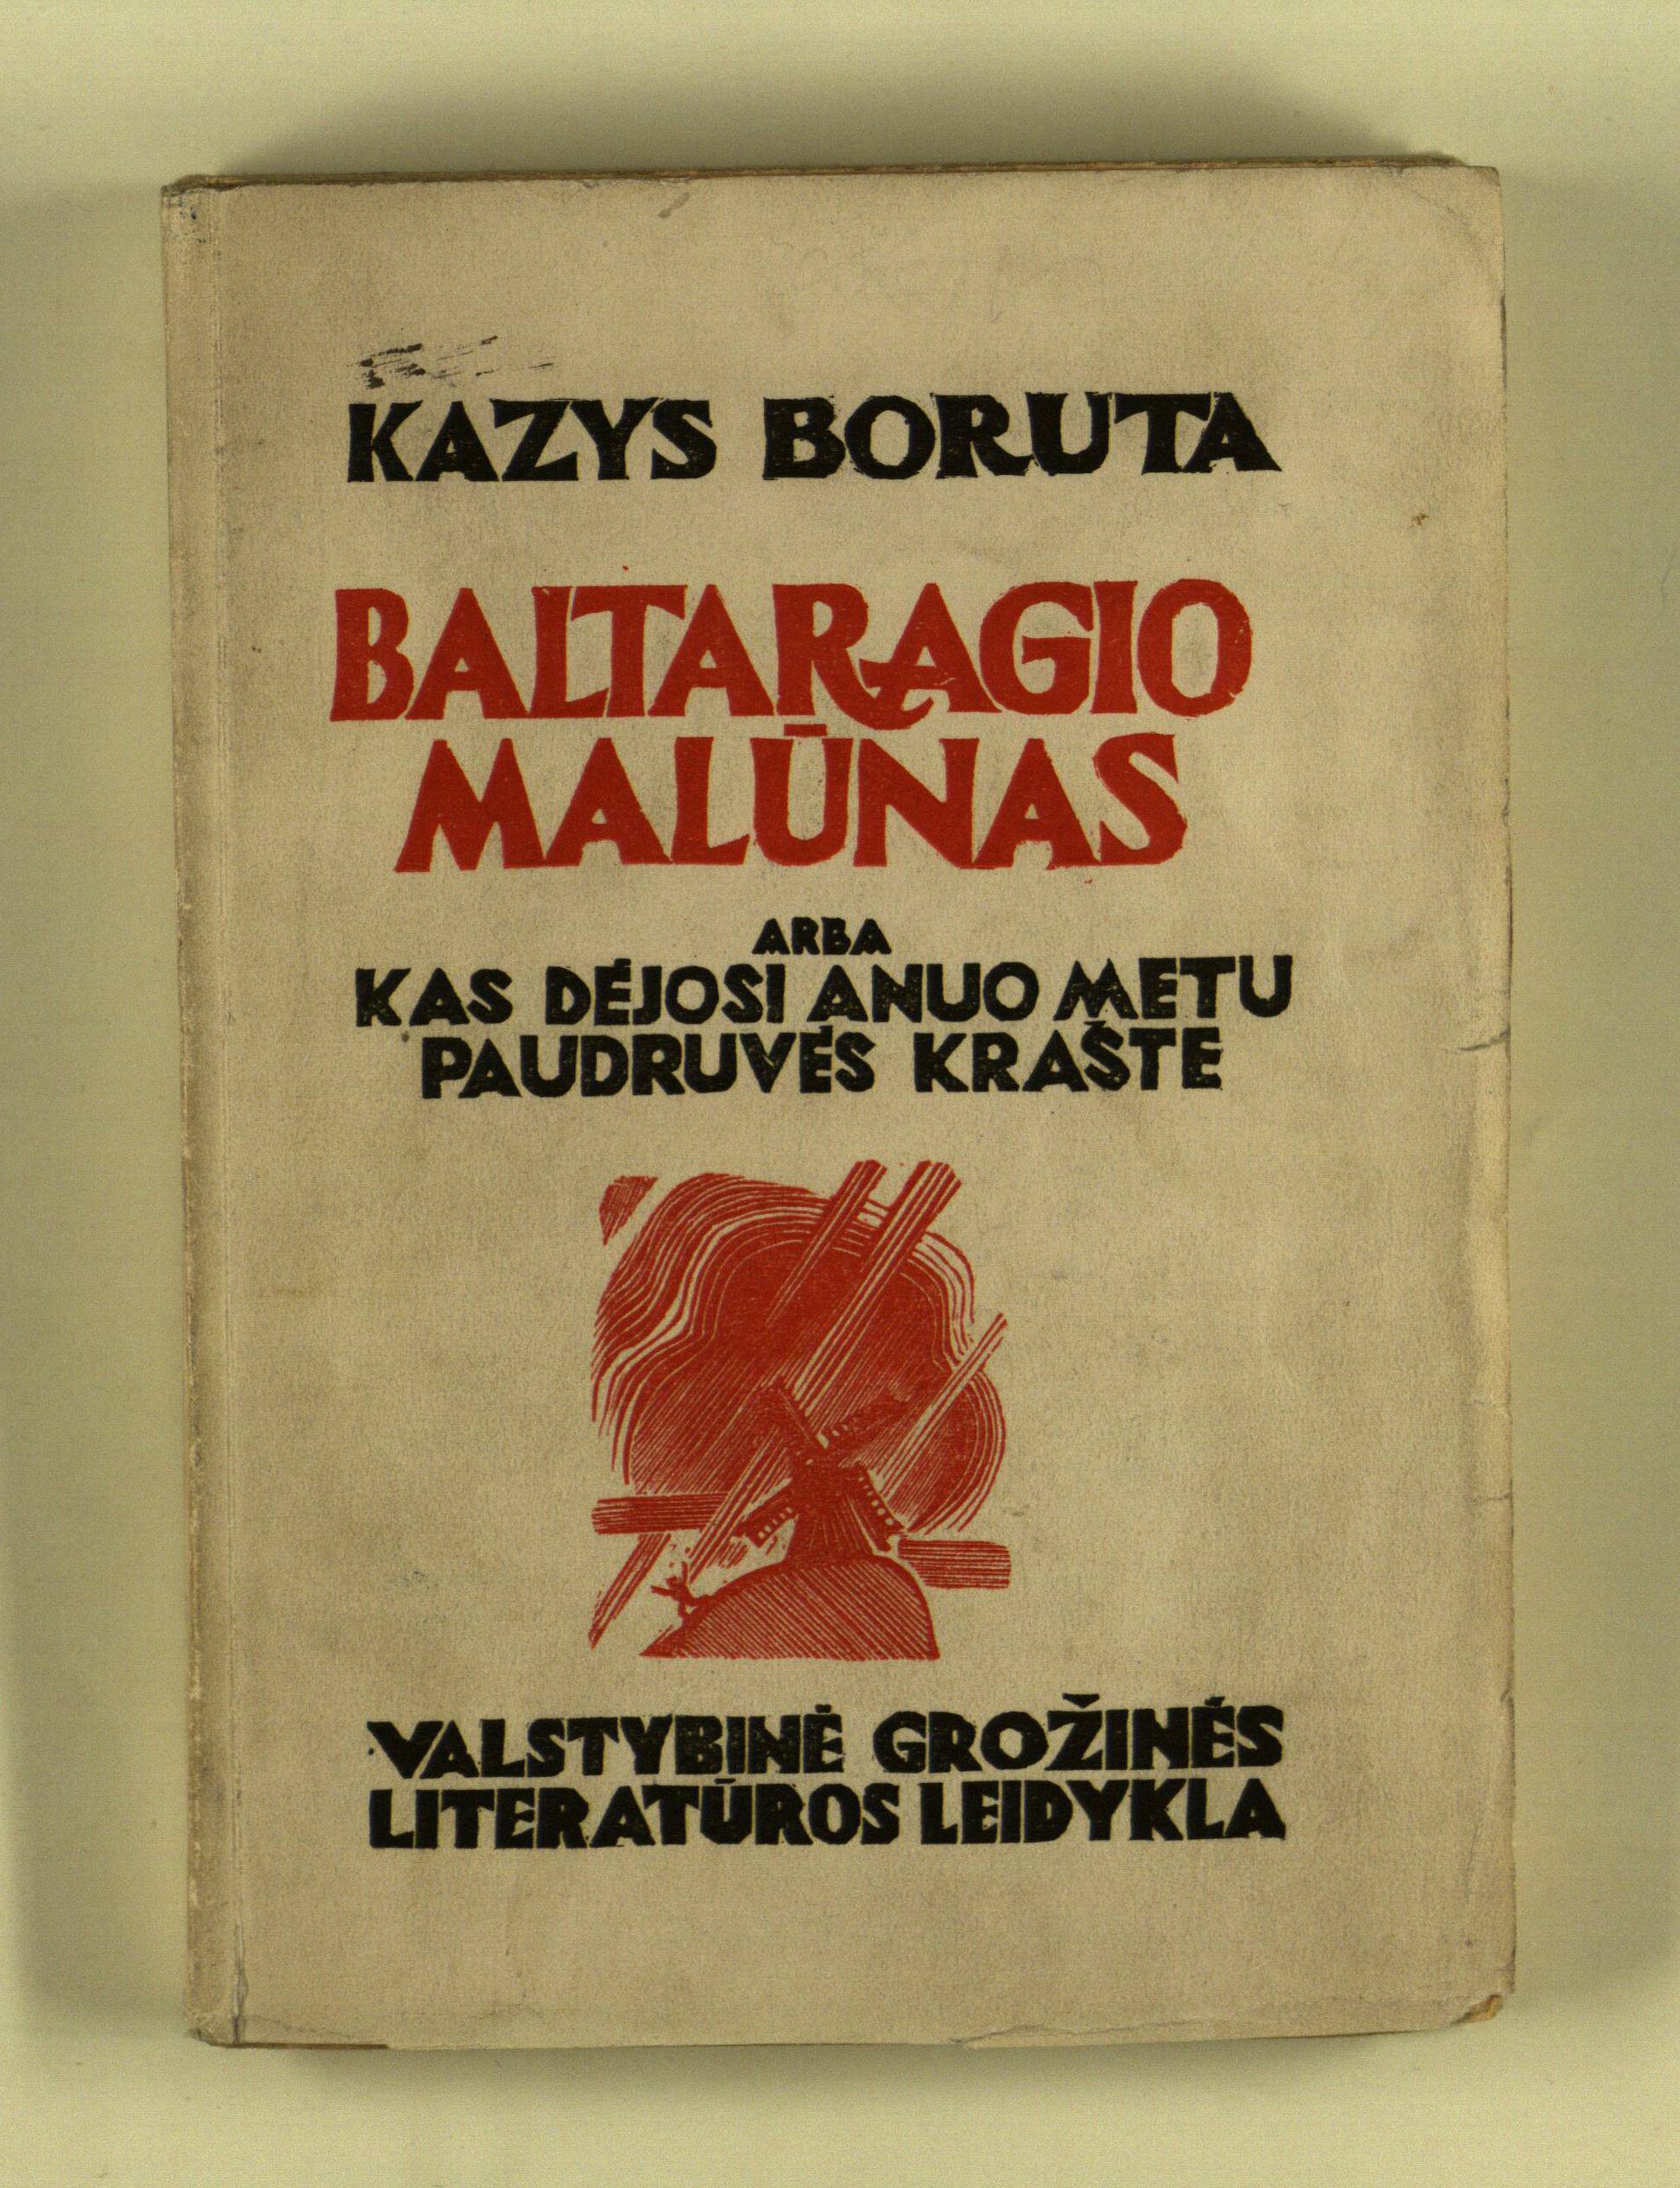 KAZYS BORUTA
BALTARAGIO
MALŪNAS
ARBA
KAS DĖJOSI ANUO METU
PAUDRUVĖS KRAŠTE
VALSTYBINĖ GROŽINĖS
LITERATŪROS LEIDYKLA